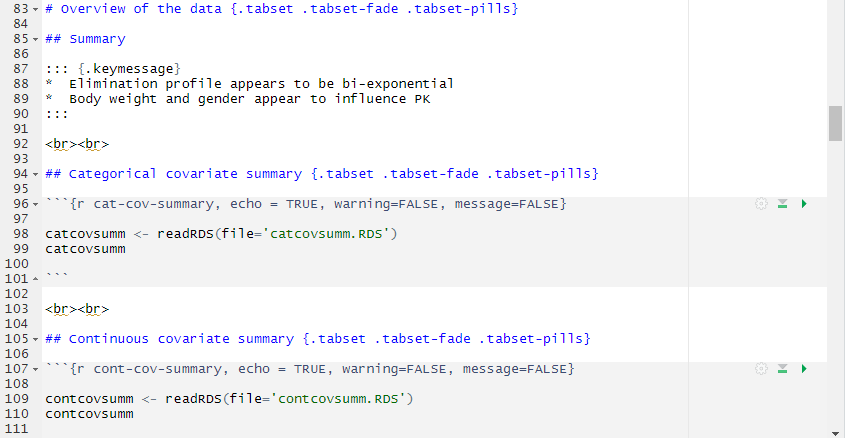 83 # Overview of the data {.tabset .tabset-fade .tabset-pills}
84
85 ## Summary
86
87 ::: {.keymessage}
88 *  Elimination profile appears to be bi-exponential
89 *  Body weight and gender appear to influence PK
90 :::
91
92 <br><br>
93
94 ## Categorical covariate summary {.tabset .tabset-fade .tabset-pills}
95
96 ```{r cat-cov-summary, echo = TRUE, warning=FALSE, message=FALSE}
97
98 catcovsumm <- readRDS(file='catcovsumm.RDS')
99 catcovsumm
100
101 ```
102
103 <br><br>
104
105 ## Continuous covariate summary {.tabset .tabset-fade .tabset-pills}
106
107 ```{r cont-cov-summary, echo = TRUE, warning=FALSE, message=FALSE}
108
109 contcovsumm <- readRDS(file='contcovsumm.RDS')
110 contcovsumm
111